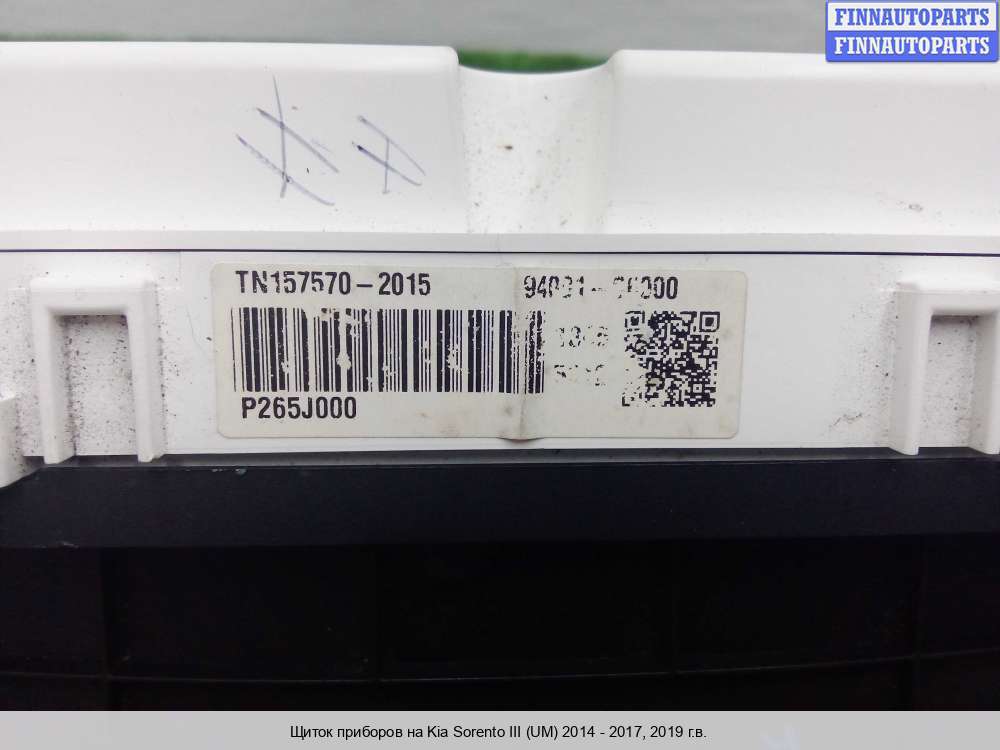 FINNAUTOPARTS
FINNAUTOPARTS
TN157570-2015
P265J000
Щиток приборов на Kia Sorento III (UM) 2014 - 2017, 2019 г.в.